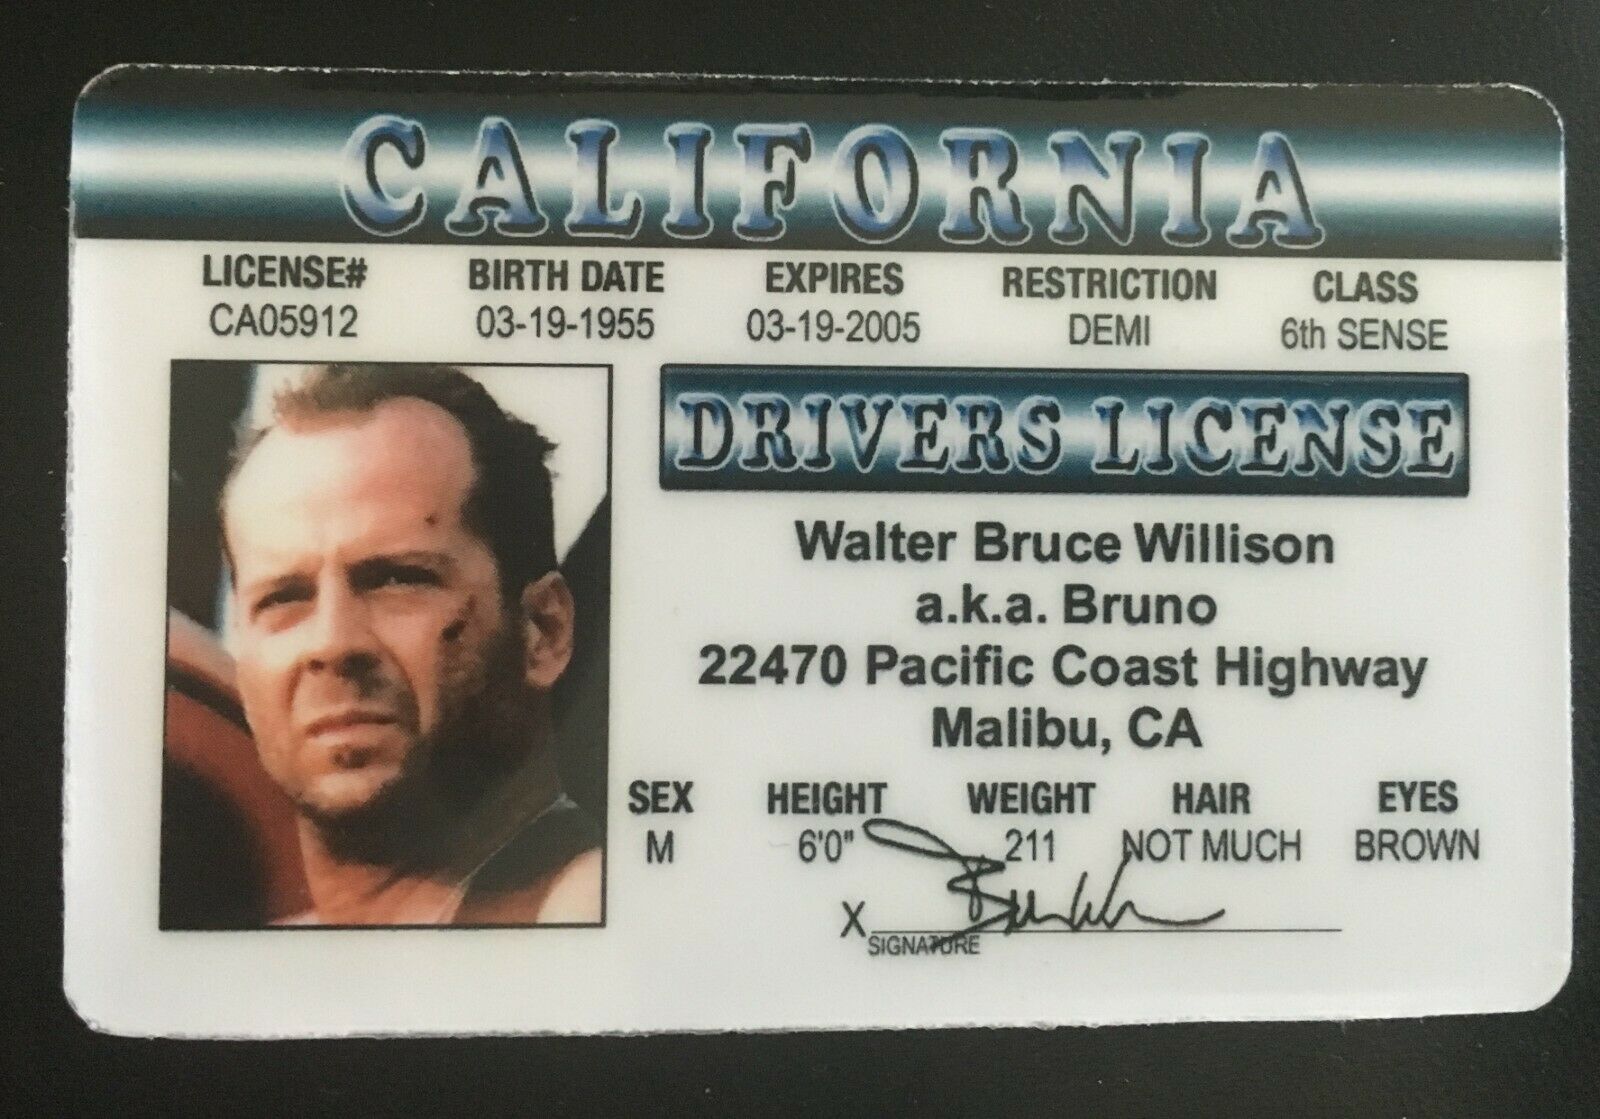 CALIFORNIA
LICENSE# BIRTH DATE EXPIRES RESTRICTION CLASS
CA05912 03-19-1955 03-19-2005 DEMI 6th SENSE
DRIVERS LICENSE
Walter Bruce Willison
a.k.a. Bruno
22470 Pacific Coast Highway
Malibu, CA
SEX HEIGHT WEIGHT HAIR EYES
M 6'0" 211 NOT MUCH BROWN
X
SIGNATURE